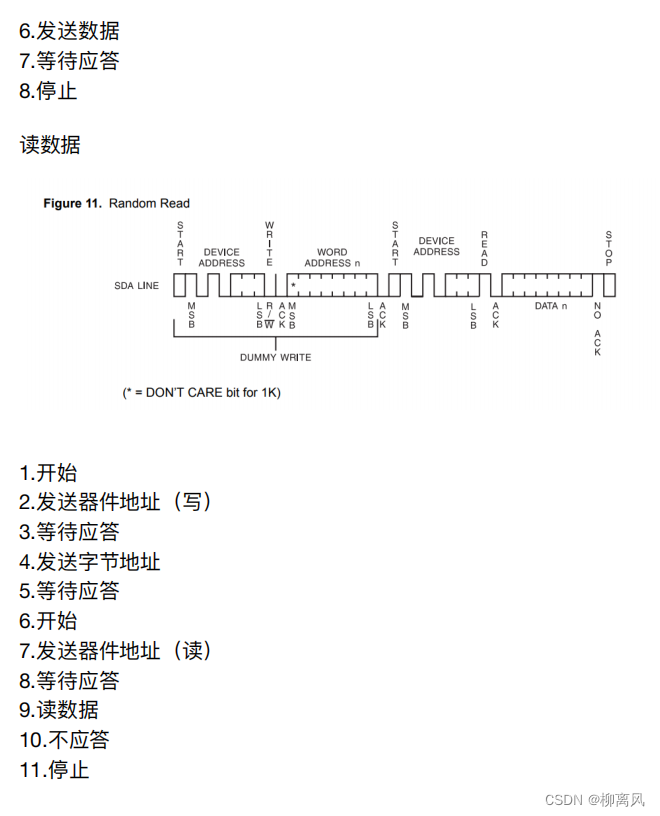 6.发送数据
7.等待应答
8.停止
读数据
Figure 11. Random Read
START
WRITE
START
READ
STOP
DEVICE ADDRESS
WORD ADDRESS n
DEVICE ADDRESS
SDA LINE
*
MSB
LSB
R/W
ACK
MSB
LSB
ACK
MSB
LSB
ACK
DATA n
NO ACK
DUMMY WRITE
(* = DON'T CARE bit for 1K)
1.开始
2.发送器件地址（写）
3.等待应答
4.发送字节地址
5.等待应答
6.开始
7.发送器件地址（读）
8.等待应答
9.读数据
10.不应答
11.停止
CSDN @柳离风